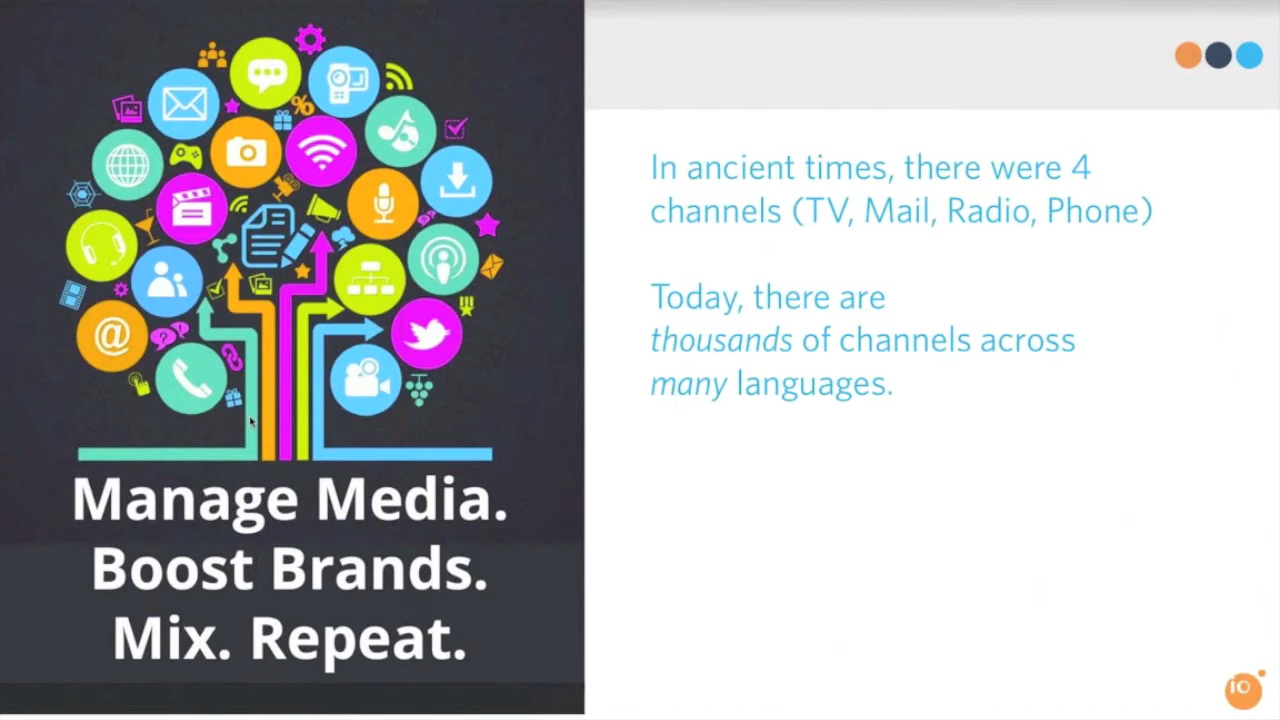 Manage Media.
Boost Brands.
Mix. Repeat.
In ancient times, there were 4
channels (TV, Mail, Radio, Phone)
Today, there are
thousands of channels across
many languages.
io